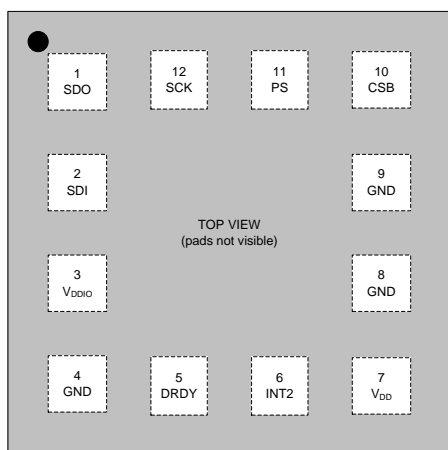 1
SDO
12
SCK
11
PS
10
CSB
2
SDI
9
GND
TOP VIEW
(pads not visible)
3
VDDIO
8
GND
4
GND
5
DRDY
6
INT2
7
VDD